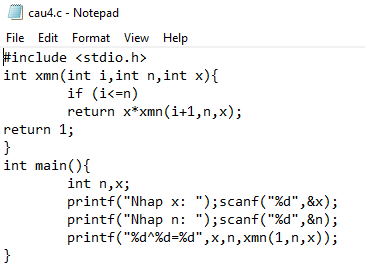 cau4.c - Notepad
File Edit Format View Help
#include <stdio.h>
int xmn(int i,int n,int x){
        if (i<=n)
        return x*xmn(i+1,n,x);
return 1;
}
int main(){
        int n,x;
        printf("Nhap x: ");scanf("%d",&x);
        printf("Nhap n: ");scanf("%d",&n);
        printf("%d^%d=%d",x,n,xmn(1,n,x));
}